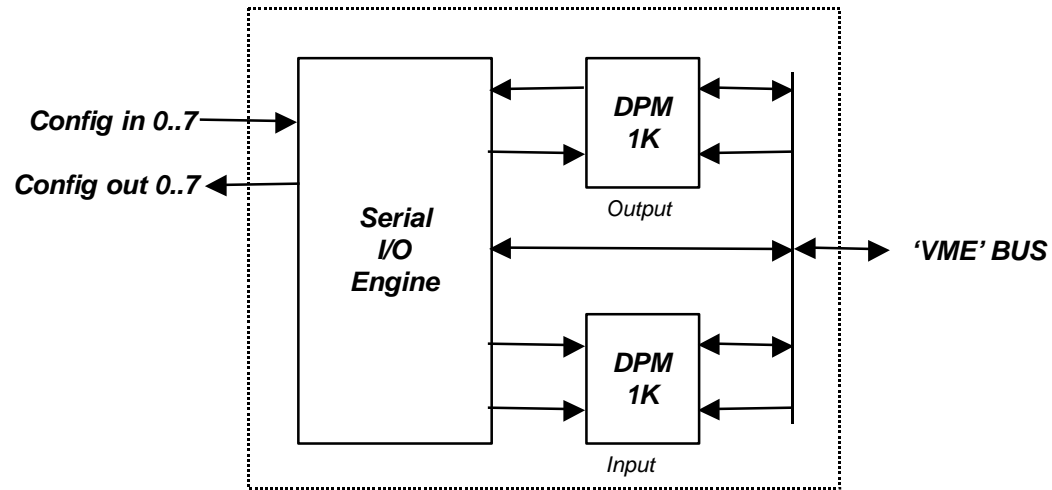 Config in 0..7
Config out 0..7
Serial
I/O
Engine
DPM
1K
Output
‘VME’ BUS
DPM
1K
Input